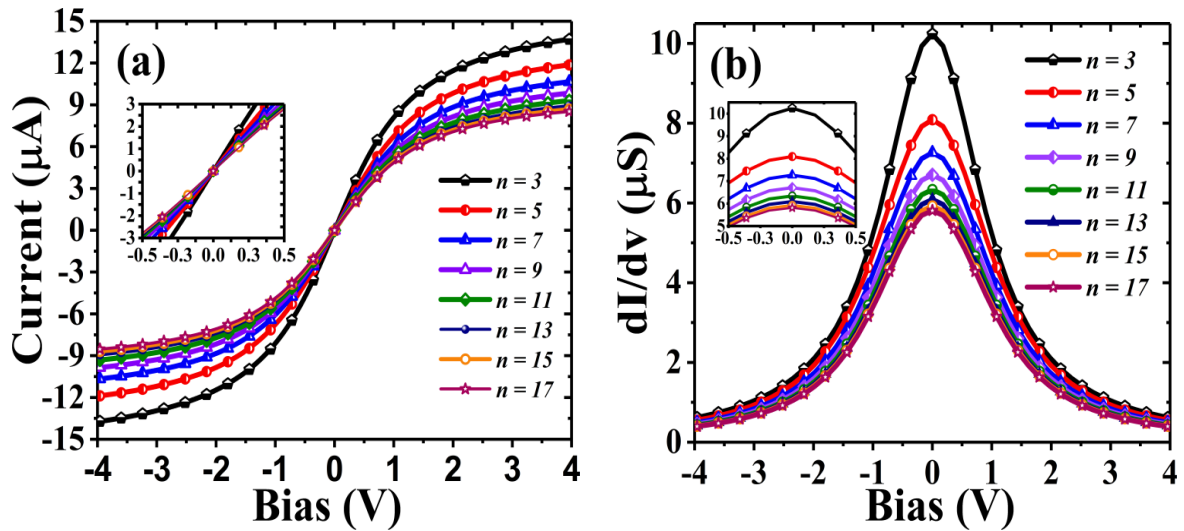 (a)
Current (μA)
15
12
9
6
3
0
-3
-6
-9
-12
-15
-4 -3 -2 -1 0 1 2 3 4
Bias (V)
3
2
1
0
-1
-2
-3
-0.5 -0.3 0.0 0.3 0.5
n = 3
n = 5
n = 7
n = 9
n = 11
n = 13
n = 15
n = 17
(b)
dI/dv (μS)
10
8
6
4
2
0
-4 -3 -2 -1 0 1 2 3 4
Bias (V)
10
9
8
7
6
5
-0.5 -0.3 0.0 0.3 0.5
n = 3
n = 5
n = 7
n = 9
n = 11
n = 13
n = 15
n = 17